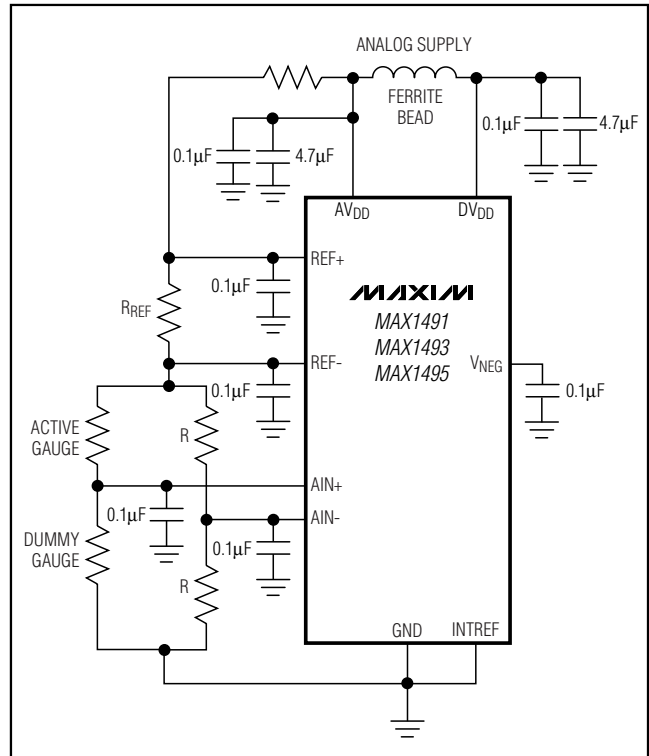 ANALOG SUPPLY
FERRITE
BEAD
0.1µF
4.7µF
0.1µF
4.7µF
AVDD
DVDD
REF+
0.1µF
MAXIM
RREF
MAX1491
MAX1493
MAX1495
REF-
VNEG
0.1µF
0.1µF
ACTIVE
GAUGE
R
AIN+
0.1µF
AIN-
DUMMY
GAUGE
0.1µF
R
GND
INTREF